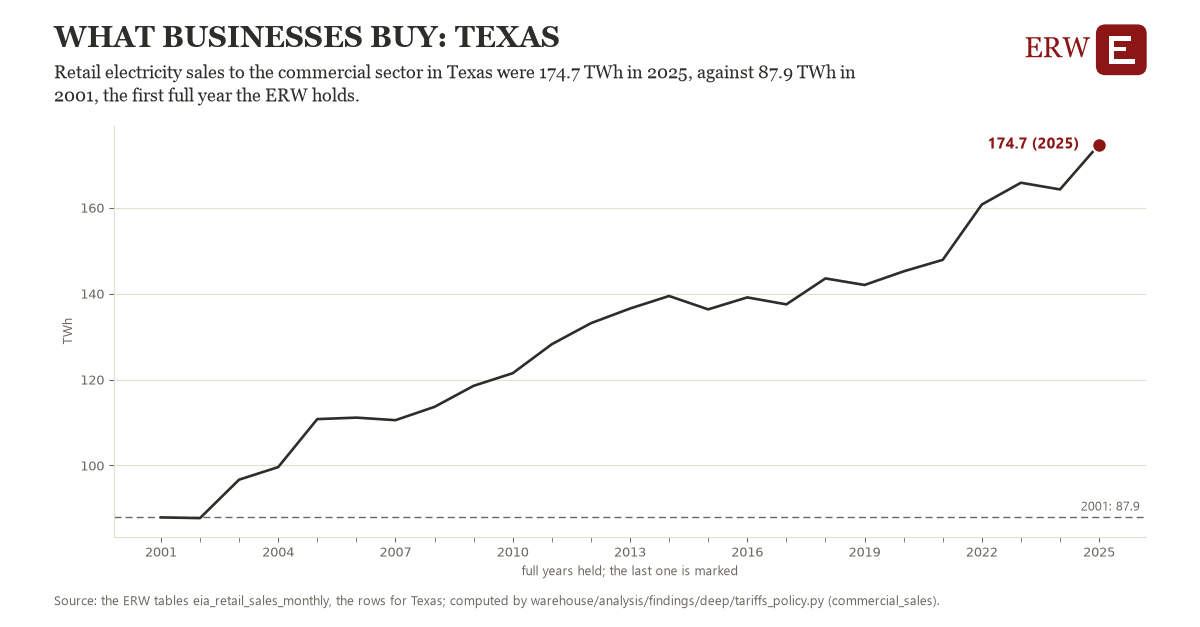 WHAT BUSINESSES BUY: TEXAS
ERW E
Retail electricity sales to the commercial sector in Texas were 174.7 TWh in 2025, against 87.9 TWh in
2001, the first full year the ERW holds.
174.7 (2025)
160
140
120
100
TWh
2001: 87.9
2001 2004 2007 2010 2013 2016 2019 2022 2025
full years held; the last one is marked
Source: the ERW tables eia_retail_sales_monthly, the rows for Texas; computed by warehouse/analysis/findings/deep/tariffs_policy.py (commercial_sales).